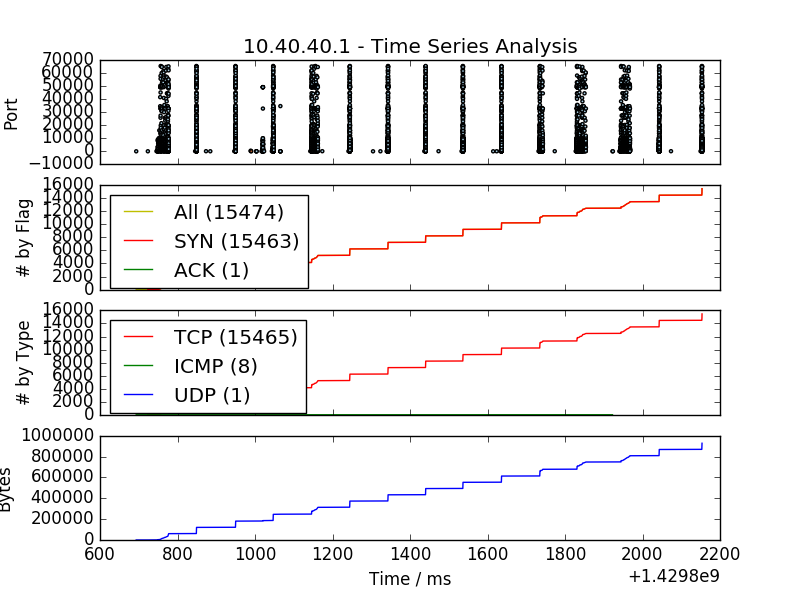 10.40.40.1 - Time Series Analysis
70000
60000
50000
40000
30000
20000
10000
0
−10000
Port
16000
14000
12000
10000
8000
6000
4000
2000
0
# by Flag
All (15474)
SYN (15463)
ACK (1)
16000
14000
12000
10000
8000
6000
4000
2000
0
# by Type
TCP (15465)
ICMP (8)
UDP (1)
1000000
800000
600000
400000
200000
0
Bytes
600 800 1000 1200 1400 1600 1800 2000 2200
Time / ms
+1.4298e9